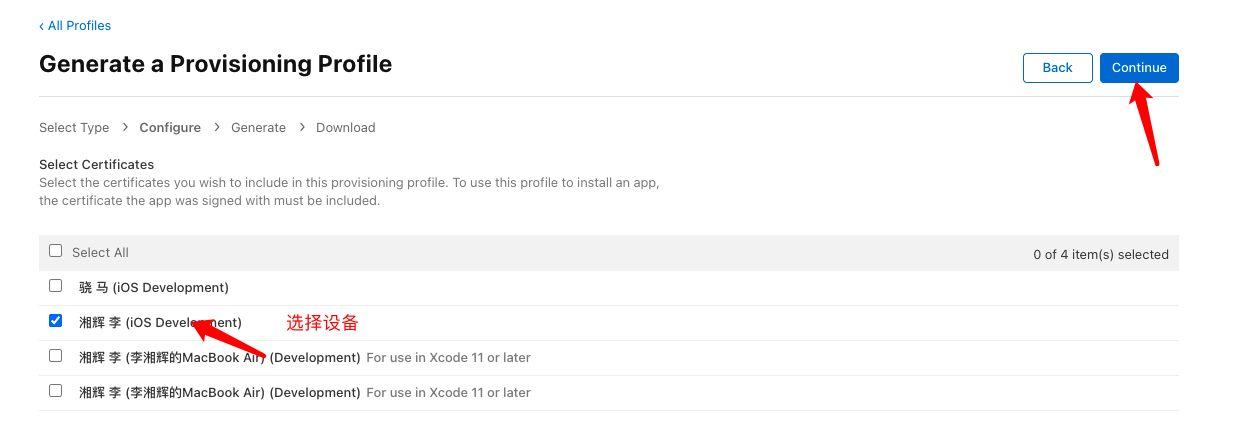 ‹ All Profiles
Generate a Provisioning Profile
Back
Continue
Select Type › Configure › Generate › Download
Select Certificates
Select the certificates you wish to include in this provisioning profile. To use this profile to install an app,
the certificate the app was signed with must be included.
Select All
0 of 4 item(s) selected
骁 马 (iOS Development)
湘辉 李 (iOS Development)
选择设备
湘辉 李 (李湘辉的MacBook Air) (Development) For use in Xcode 11 or later
湘辉 李 (李湘辉的MacBook Air) (Development) For use in Xcode 11 or later